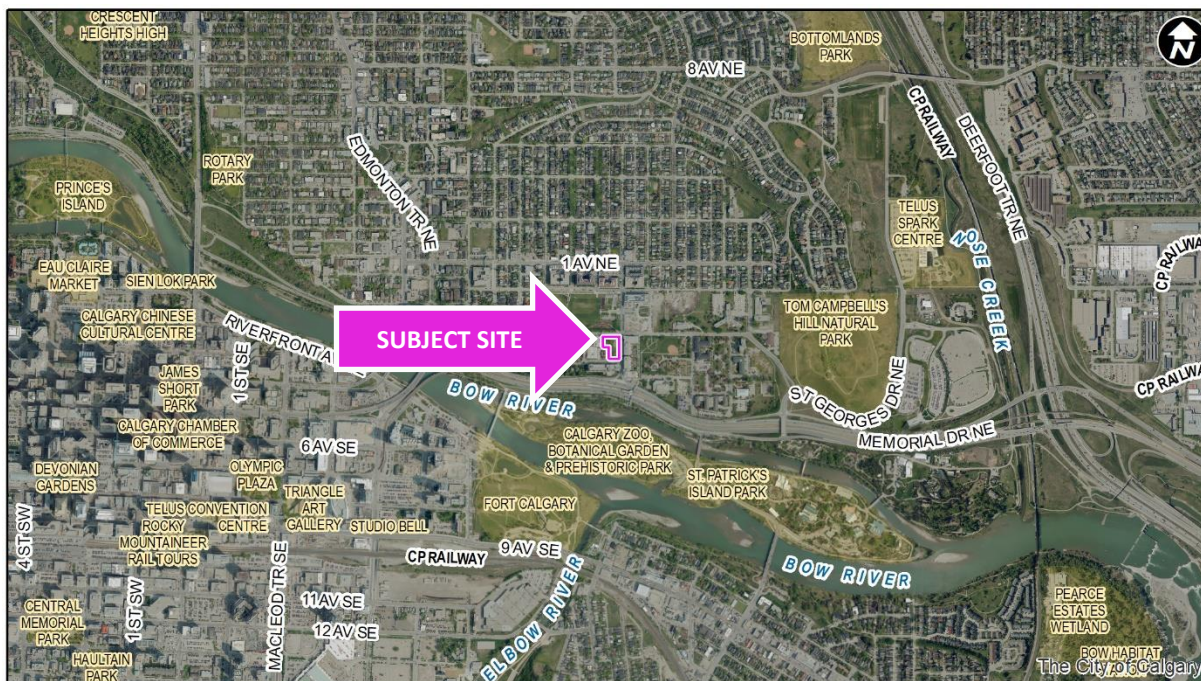 CRESCENT
HEIGHTS HIGH
BOTTOMLANDS
PARK
N
8 AV NE
CP RAILWAY
DEERFOOT TR NE
ROTARY
PARK
EDMONTON TR NE
PRINCE'S
ISLAND
TELUS
SPARK
CENTRE
NOSE CREEK
CP RAILWAY
EAU CLAIRE
MARKET
SIEN LOK PARK
1 AV NE
CALGARY CHINESE
CULTURAL CENTRE
RIVERFRONT AV
SUBJECT SITE
TOM CAMPBELL'S
HILL NATURAL
PARK
1 ST SE
JAMES
SHORT
PARK
BOW RIVER
ST GEORGES DR NE
CP RAILWAY
CALGARY CHAMBER
OF COMMERCE
6 AV SE
CALGARY ZOO,
BOTANICAL GARDEN
& PREHISTORIC PARK
MEMORIAL DR NE
DEVONIAN
GARDENS
OLYMPIC
PLAZA
ST. PATRICK'S
ISLAND PARK
TRIANGLE
ART
GALLERY
FORT CALGARY
4 ST SW
TELUS CONVENTION
CENTRE
STUDIO BELL
ROCKY
MOUNTAINEER
RAIL TOURS
CP RAILWAY
9 AV SE
BOW RIVER
1 ST SW
MACLEOD TR SE
11 AV SE
12 AV SE
ELBOW RIVER
CENTRAL
MEMORIAL
PARK
PEARCE
ESTATES
WETLAND
HAULTAIN
PARK
BOW HABITAT
STATION
The City of Calgary